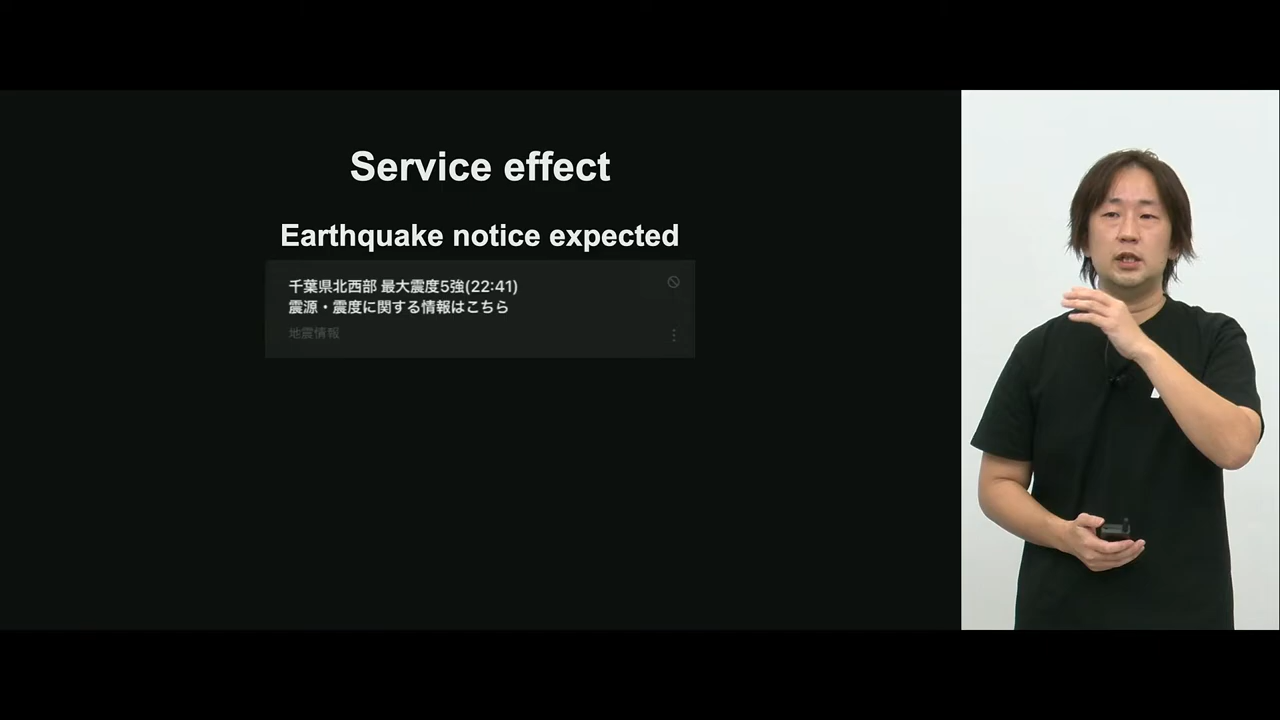 Service effect
Earthquake notice expected
千葉県北西部 最大震度5強(22:41)
震源・震度に関する情報はこちら
地震情報